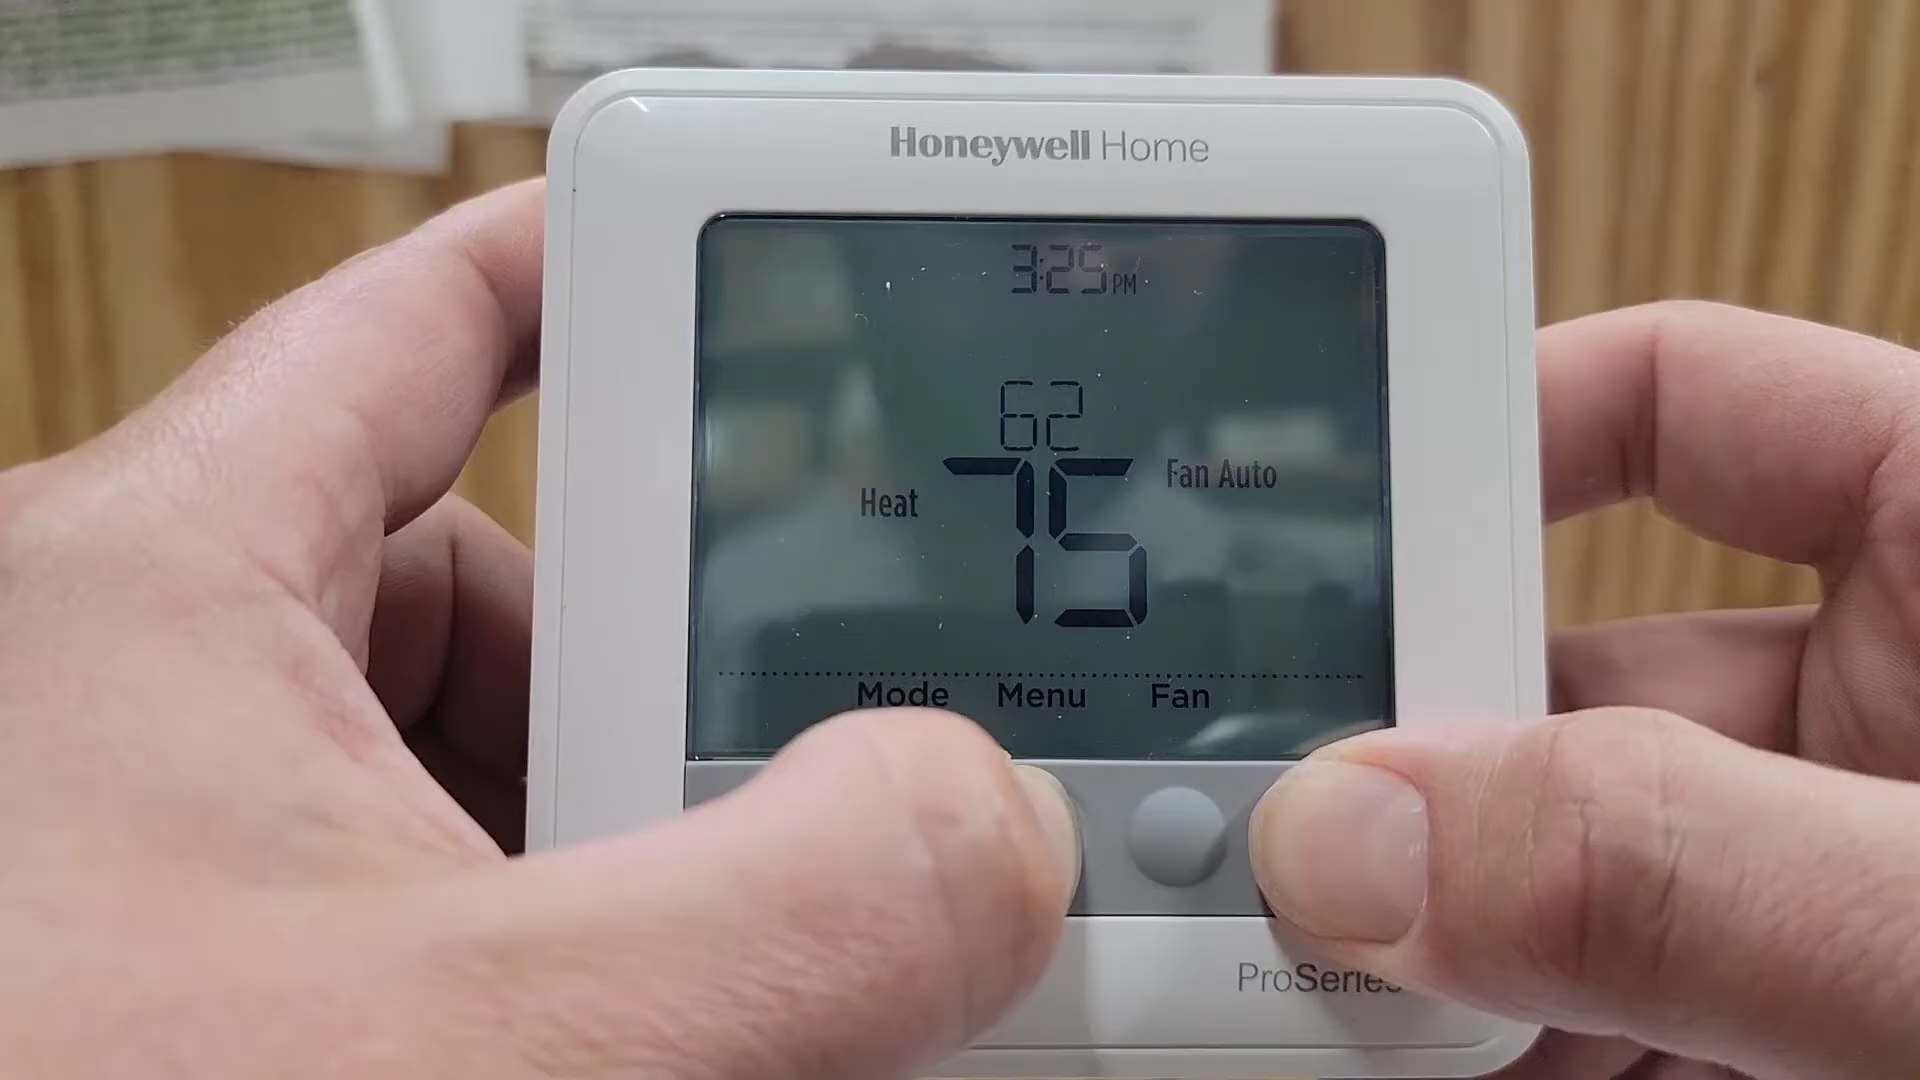 Honeywell Home
3:25 PM
62
75
Heat
Fan Auto
Mode Menu Fan
ProSeries